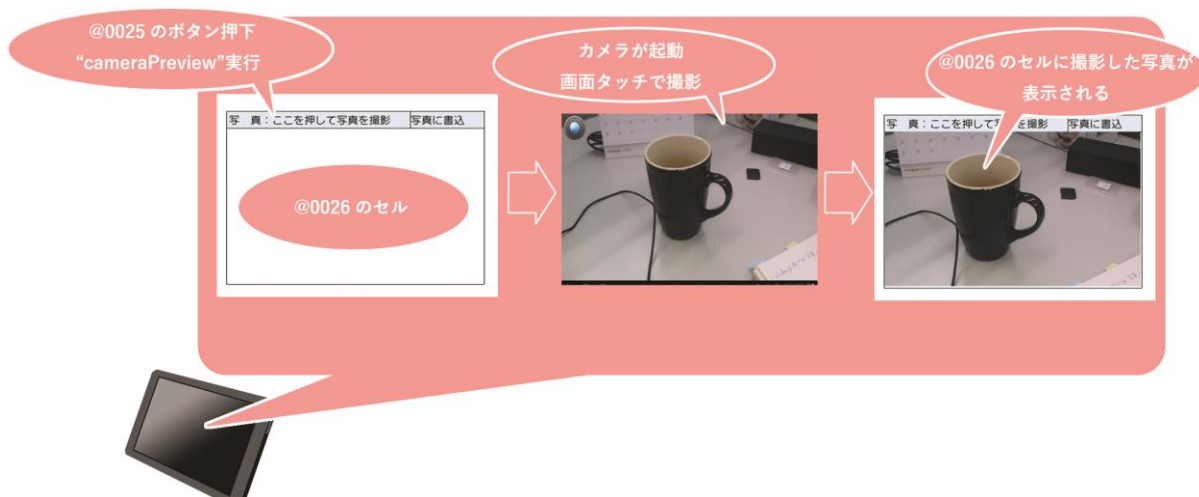 @0025 のボタン押下
“cameraPreview”実行
カメラが起動
画面タッチで撮影
@0026 のセルに撮影した写真が
表示される
写　真：ここを押して写真を撮影　写真に書込
@0026 のセル
写　真：ここを押して写　を撮影　写真に書込